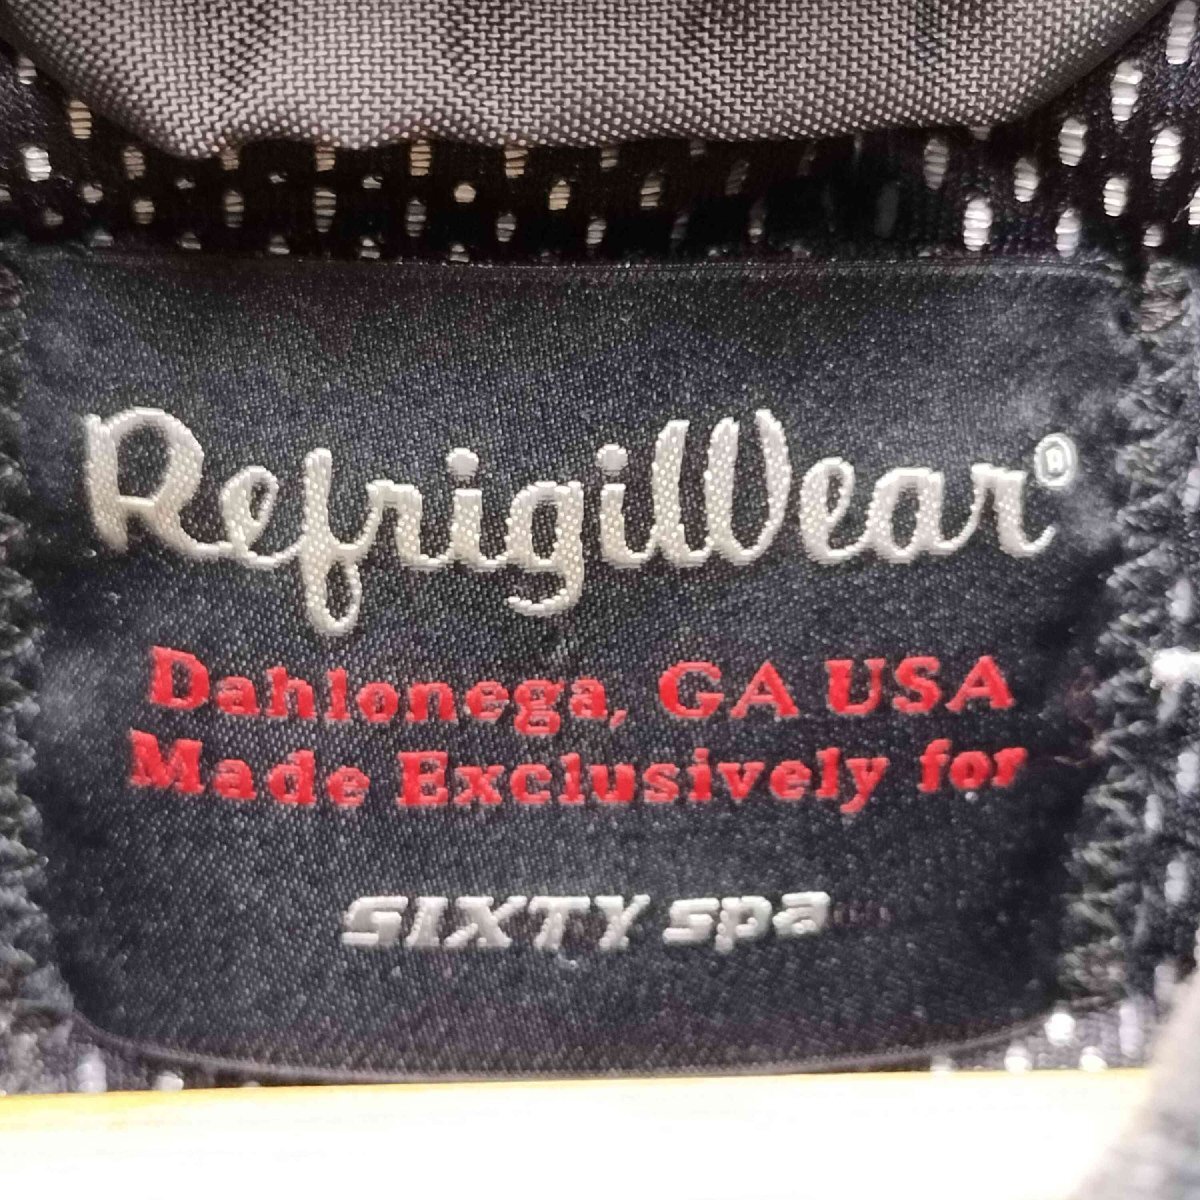 RefrigiWear®
Dahlonega, GA USA
Made Exclusively for
SIXTY spa